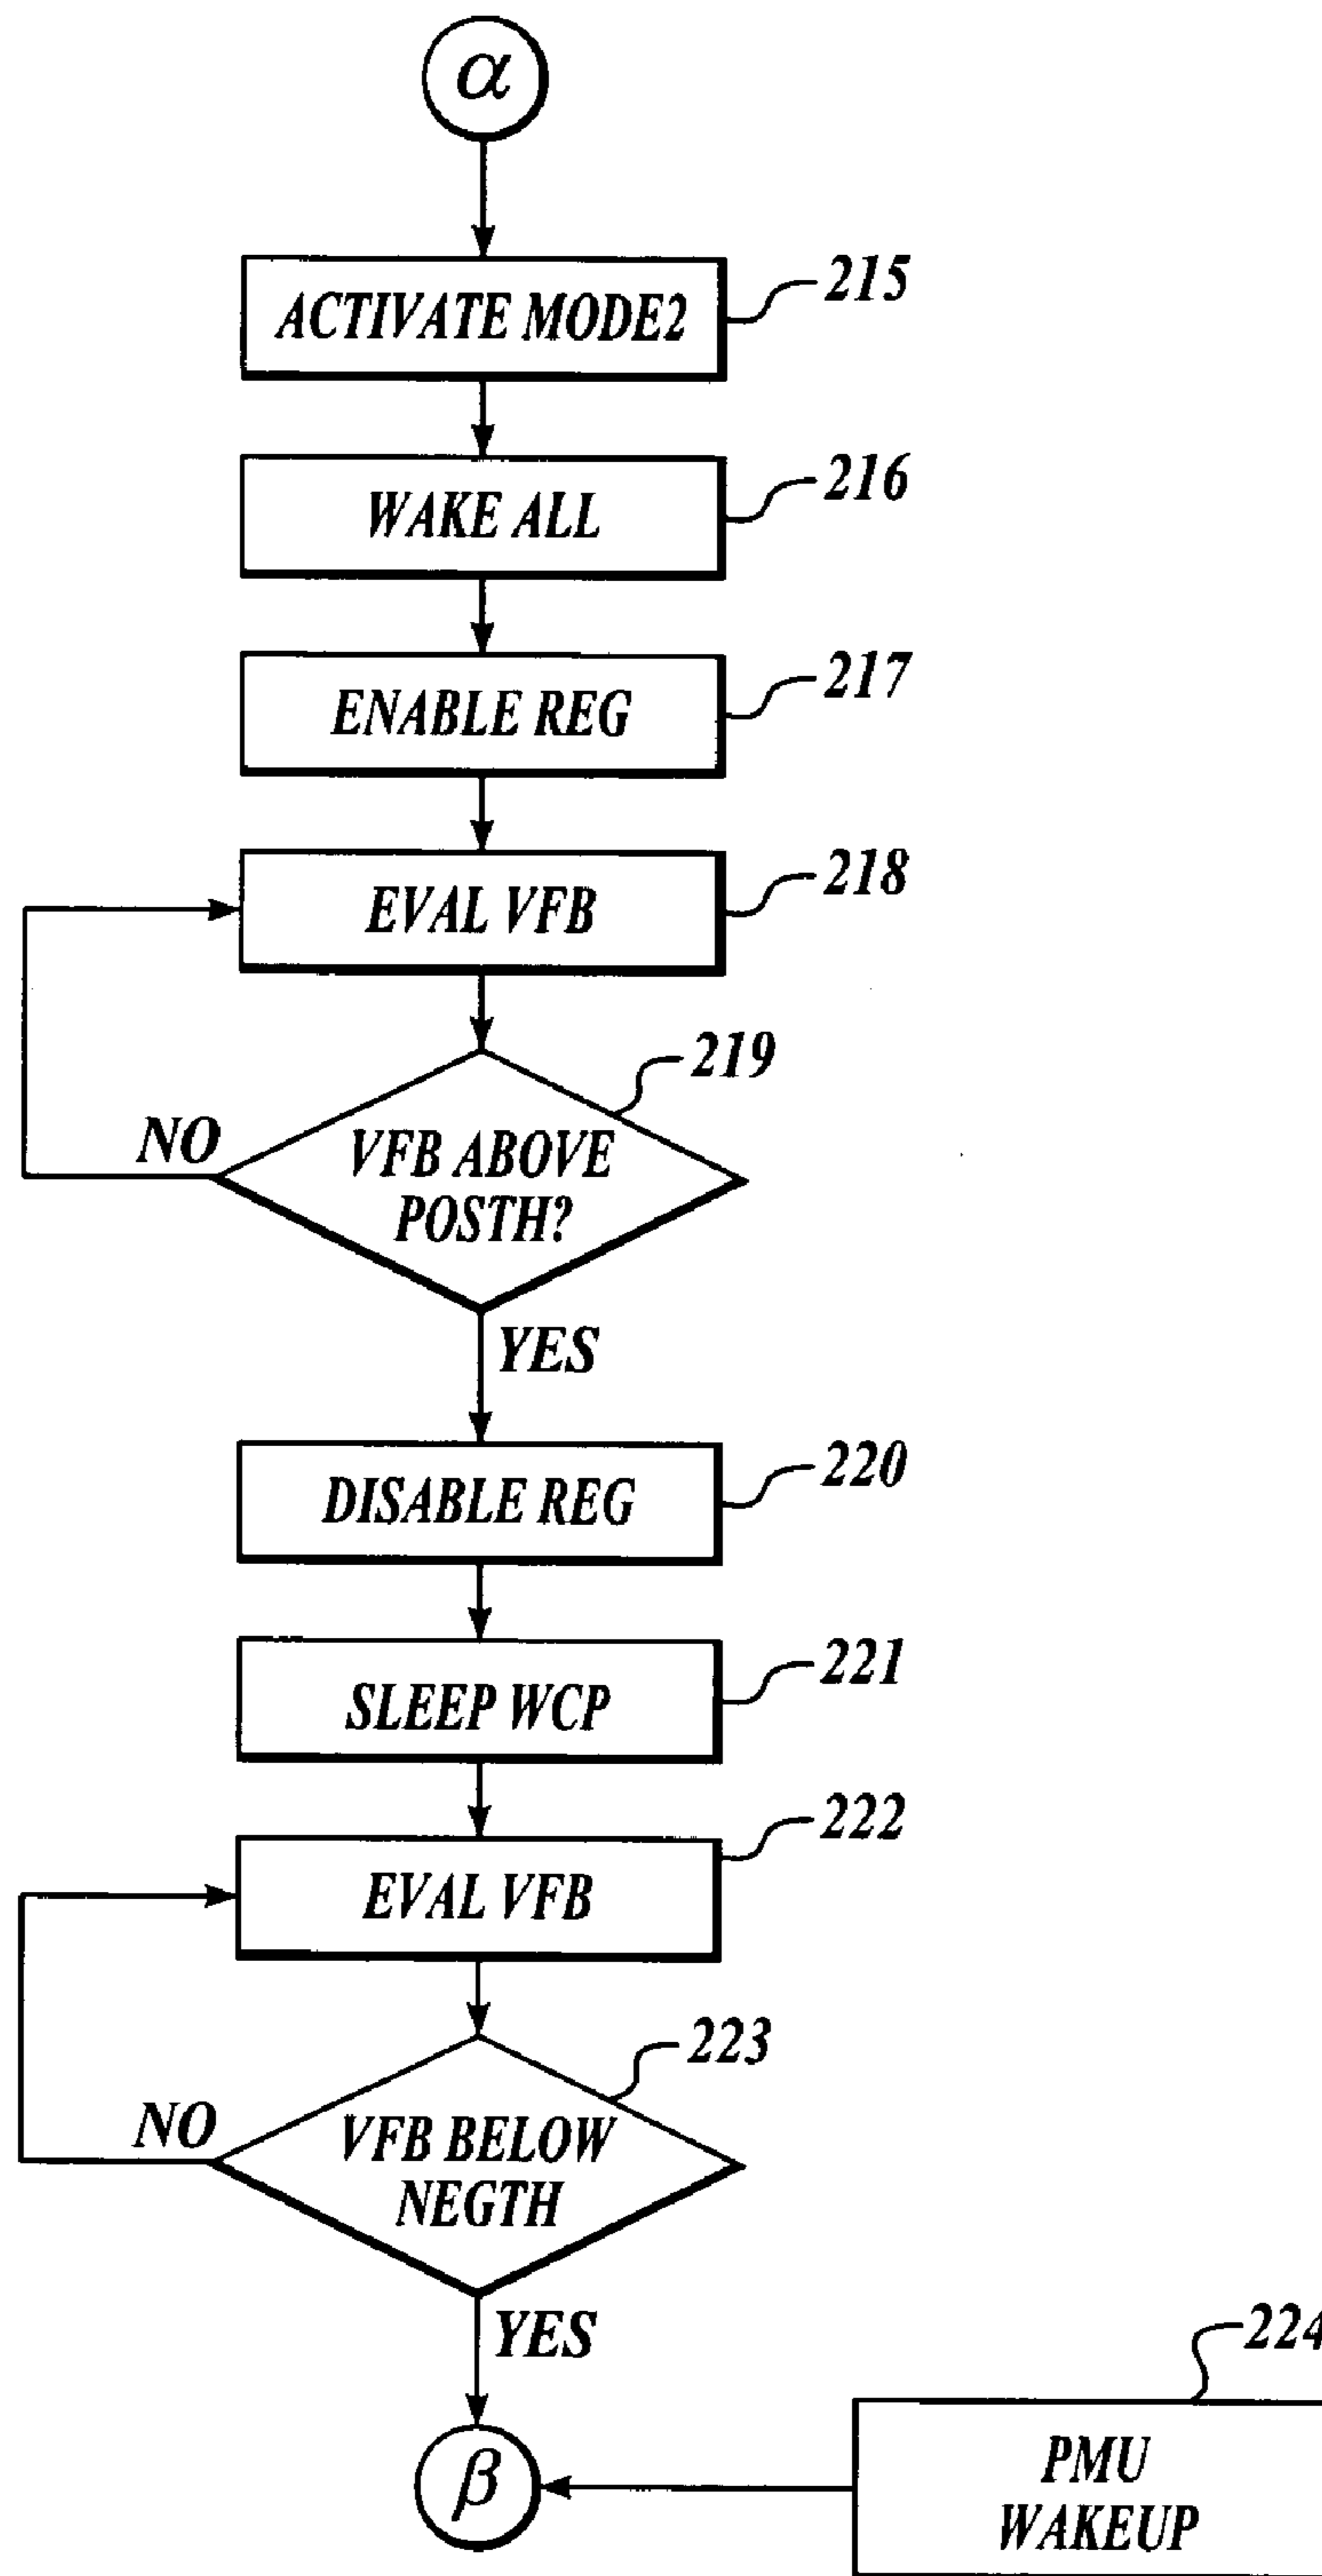 α
ACTIVATE MODE2
215
WAKE ALL
216
ENABLE REG
217
EVAL VFB
218
219
NO
VFB ABOVE
POSTH?
YES
DISABLE REG
220
SLEEP WCP
221
EVAL VFB
222
223
NO
VFB BELOW
NEGTH
YES
224
β
PMU
WAKEUP